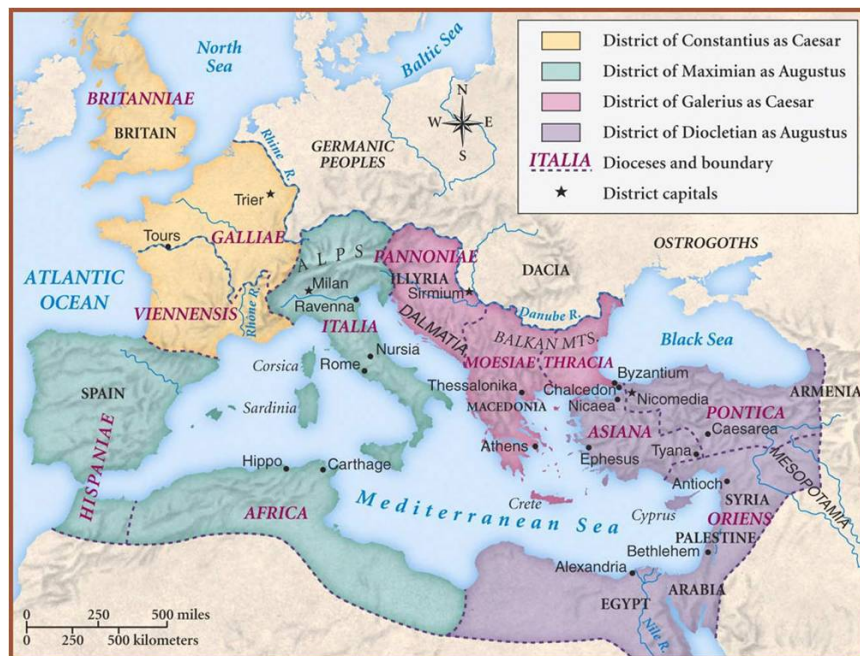 District of Constantius as Caesar
District of Maximian as Augustus
District of Galerius as Caesar
District of Diocletian as Augustus
ITALIA Dioceses and boundary
District capitals
North
Sea
Baltic Sea
BRITANNIAE
BRITAIN
N
W E
S
GERMANIC
PEOPLES
Rhine R.
Trier
Tours
GALLIAE
ATLANTIC
OCEAN
VIENNENSIS
Rhône R.
ALPS
Milan
Ravenna
ITALIA
PANNONIAE
ILLYRIA
Sirmium
DACIA
OSTROGOTHS
Danube R.
DALMATIA
BALKAN MTS.
Black Sea
MOESIAE
THRACIA
Corsica
Nursia
Rome
Sardinia
SPAIN
HISPANIAE
Thessalonika
MACEDONIA
Byzantium
Chalcedon
Nicaea
Nicomedia
ARMENIA
PONTICA
Caesarea
ASIANA
Athens
Ephesus
Tyana
MESOPOTAMIA
Hippo
Carthage
AFRICA
Mediterranean Sea
Crete
Cyprus
Antioch
SYRIA
ORIENS
PALESTINE
Bethlehem
Alexandria
EGYPT
ARABIA
Nile R.
0 250 500 miles
0 250 500 kilometers